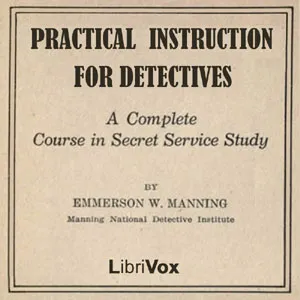 PRACTICAL INSTRUCTION
FOR DETECTIVES
A Complete
Course in Secret Service Study
BY
EMMERSON W. MANNING
Manning National Detective Institute
LibriVox